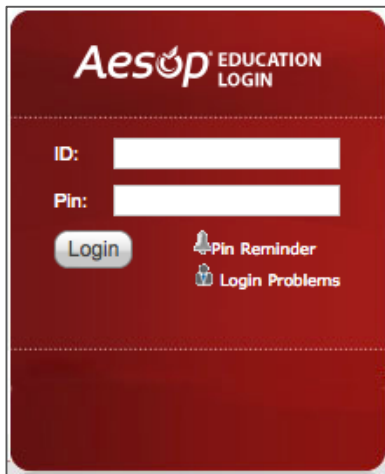 Aesop EDUCATION
LOGIN
ID:
Pin:
Login
Pin Reminder
Login Problems